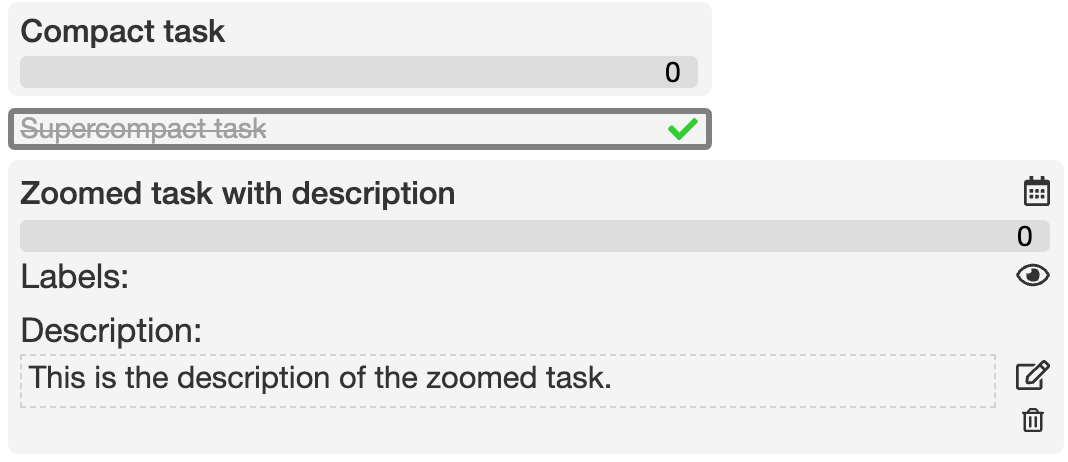 Compact task
0
Supercompact task
Zoomed task with description
0
Labels:
Description:
This is the description of the zoomed task.